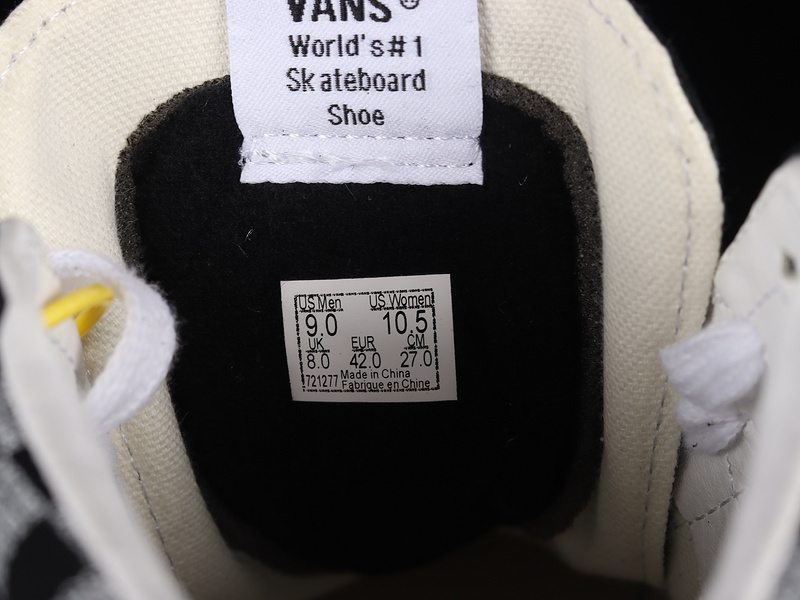 VANS®
World's #1
Skateboard
Shoe
US Men US Women
9.0 10.5
UK EUR CM
8.0 42.0 27.0
721277 Made in China
Fabrique en Chine